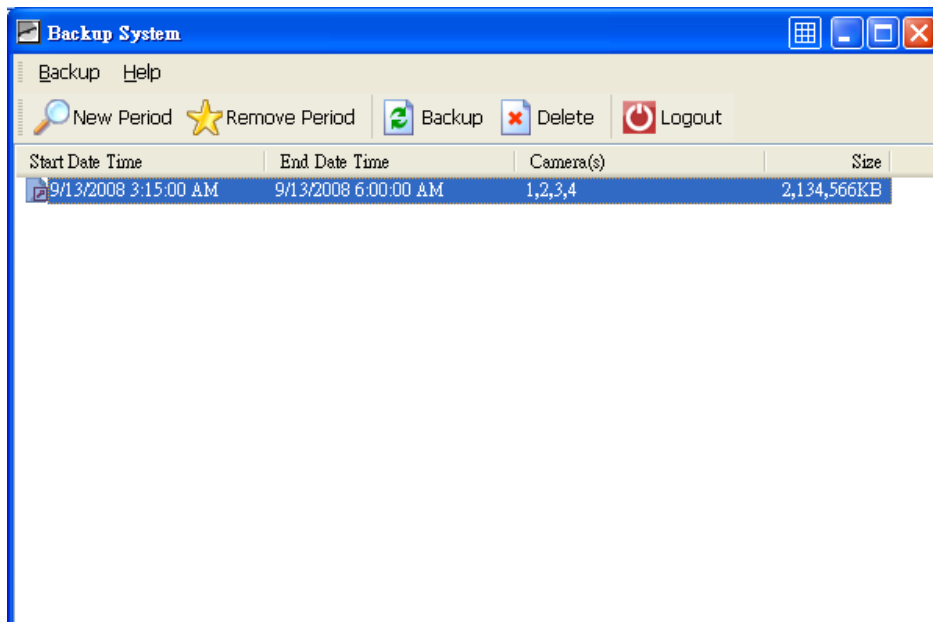 Backup System
Backup Help
New Period Remove Period Backup Delete Logout
Start Date Time End Date Time Camera(s) Size
9/13/2008 3:15:00 AM 9/13/2008 6:00:00 AM 1,2,3,4 2,134,566KB